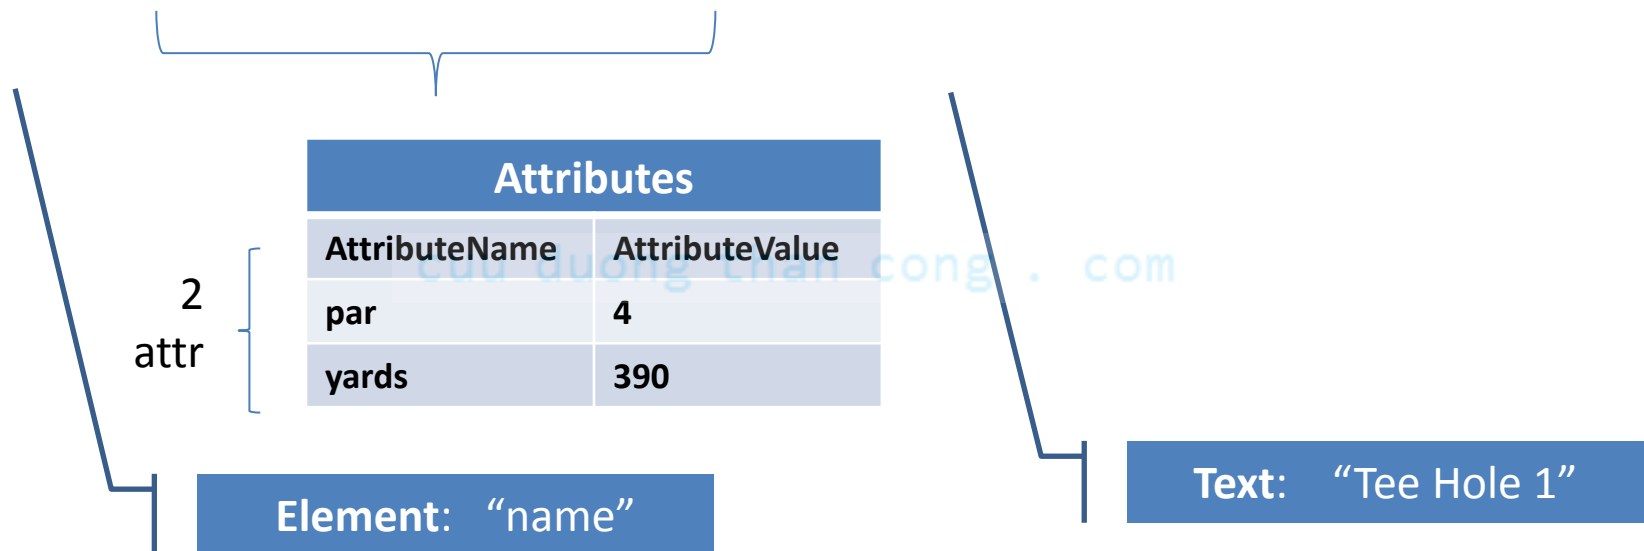 Attributes
AttributeName AttributeValue
cuu duong than cong . com
2
attr
par 4
yards 390
Element: “name”
Text: “Tee Hole 1”